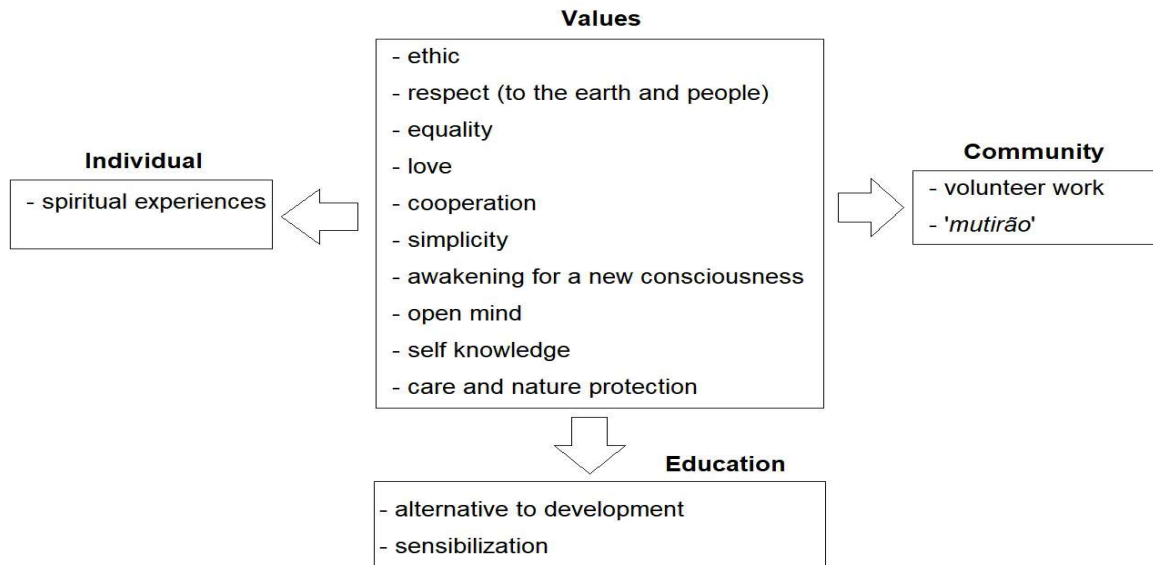 Values
- ethic
- respect (to the earth and people)
- equality
- love
- cooperation
- simplicity
- awakening for a new consciousness
- open mind
- self knowledge
- care and nature protection
Individual
- spiritual experiences
Community
- volunteer work
- 'mutirão'
Education
- alternative to development
- sensibilization